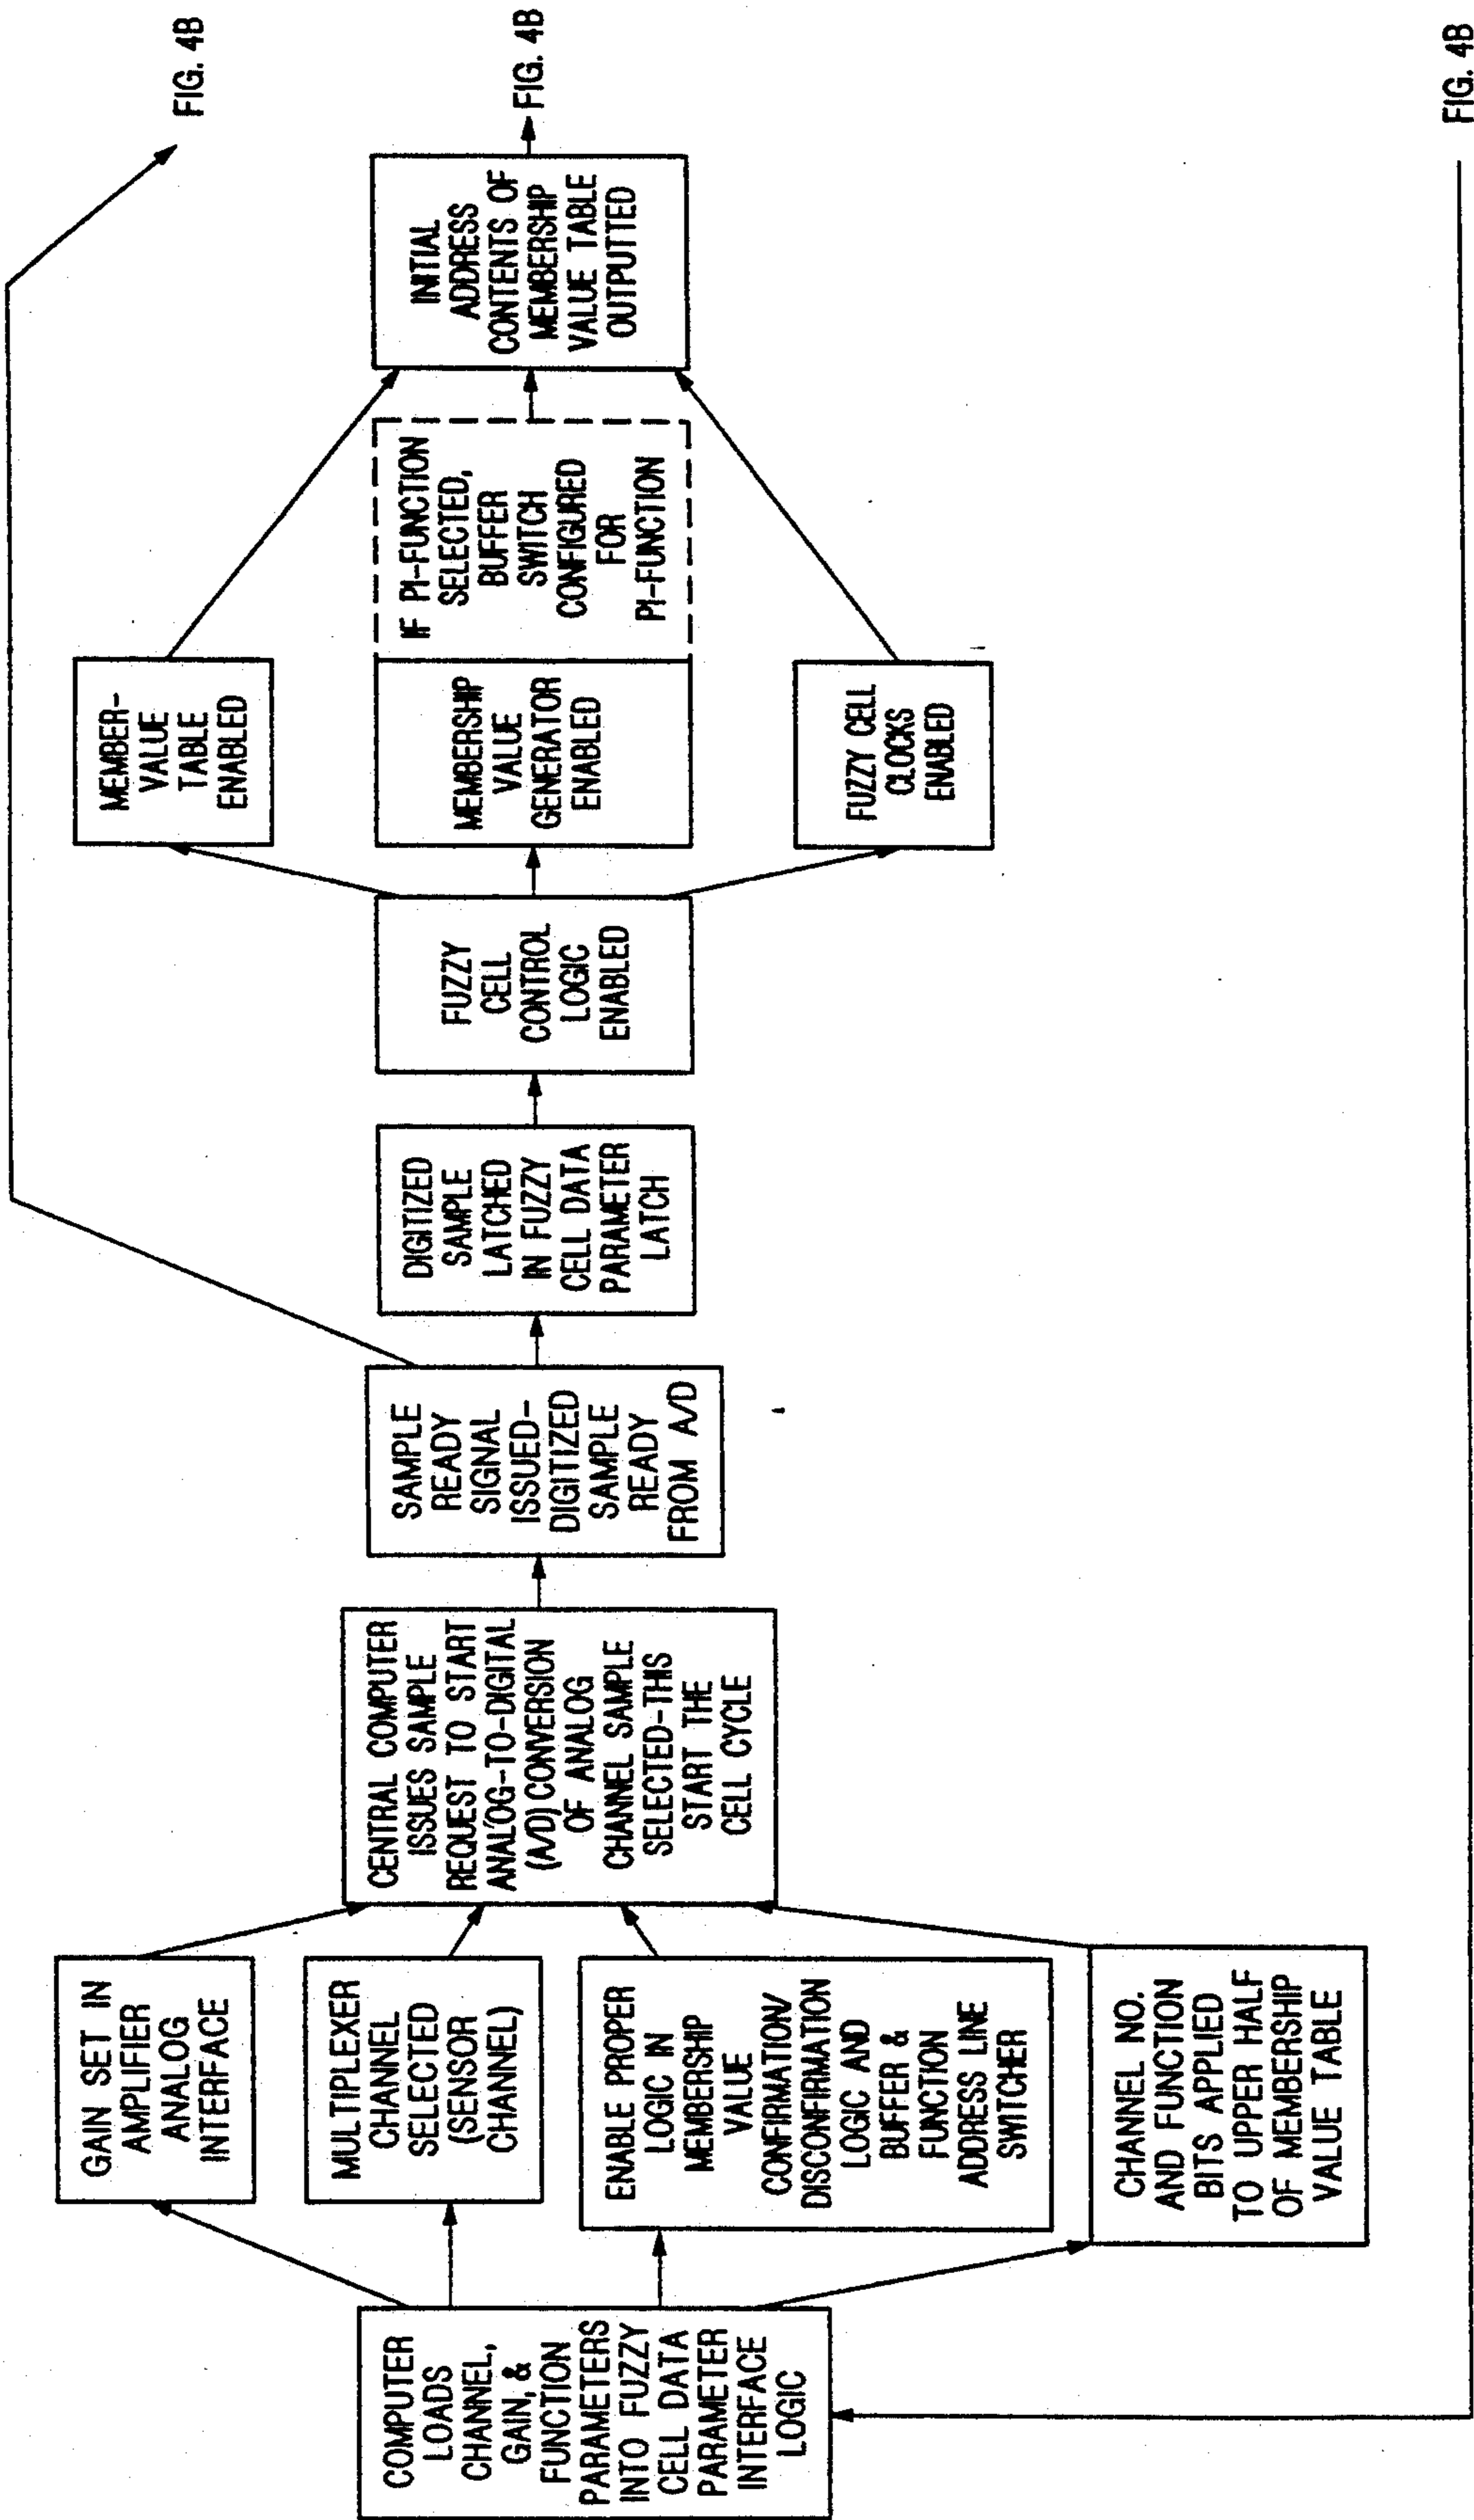 COMPUTER
LOADS
CHANNEL,
GAIN, &
FUNCTION
PARAMETERS
INTO FUZZY
CELL DATA
PARAMETER
INTERFACE
LOGIC
GAIN SET IN
AMPLIFIER
ANALOG
INTERFACE
MULTIPLEXER
CHANNEL
SELECTED
(SENSOR
CHANNEL)
ENABLE PROPER
LOGIC IN
MEMBERSHIP
VALUE
CONFIRMATION/
DISCONFIRMATION
LOGIC AND
BUFFER &
FUNCTION
ADDRESS LINE
SWITCHER
CHANNEL NO.
AND FUNCTION
BITS APPLIED
TO UPPER HALF
OF MEMBERSHIP
VALUE TABLE
CENTRAL COMPUTER
ISSUES SAMPLE
REQUEST TO START
ANALOG-TO-DIGITAL
(A/D) CONVERSION
OF ANALOG
CHANNEL SAMPLE
SELECTED-THIS
START THE
CELL CYCLE
SAMPLE
READY
SIGNAL
ISSUED-
DIGITIZED
SAMPLE
READY
FROM A/D
DIGITIZED
SAMPLE
LATCHED
IN FUZZY
CELL DATA
PARAMETER
LATCH
FUZZY
CELL
CONTROL
LOGIC
ENABLED
MEMBER-
VALUE
TABLE
ENABLED
MEMBERSHIP
VALUE
GENERATOR
ENABLED
IF PI-FUNCTION
SELECTED,
BUFFER
SWITCH
CONFIGURED
FOR
PI-FUNCTION
FUZZY CELL
CLOCKS
ENABLED
INITIAL
ADDRESS
CONTENTS OF
MEMBERSHIP
VALUE TABLE
OUTPUTTED
FIG. 4B
FIG. 4B
FIG. 4B